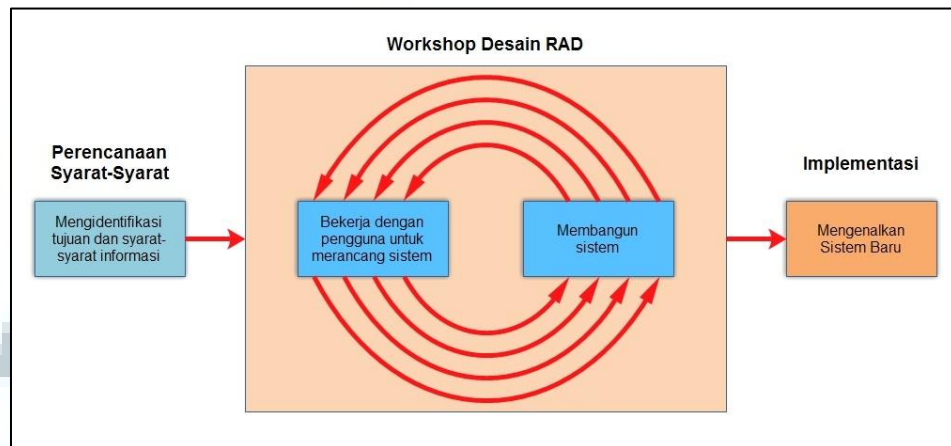 Workshop Desain RAD
Perencanaan
Syarat-Syarat
Mengidentifikasi
tujuan dan syarat-
syarat informasi
Bekerja dengan
pengguna untuk
merancang sistem
Membangun
sistem
Implementasi
Mengenalkan
Sistem Baru